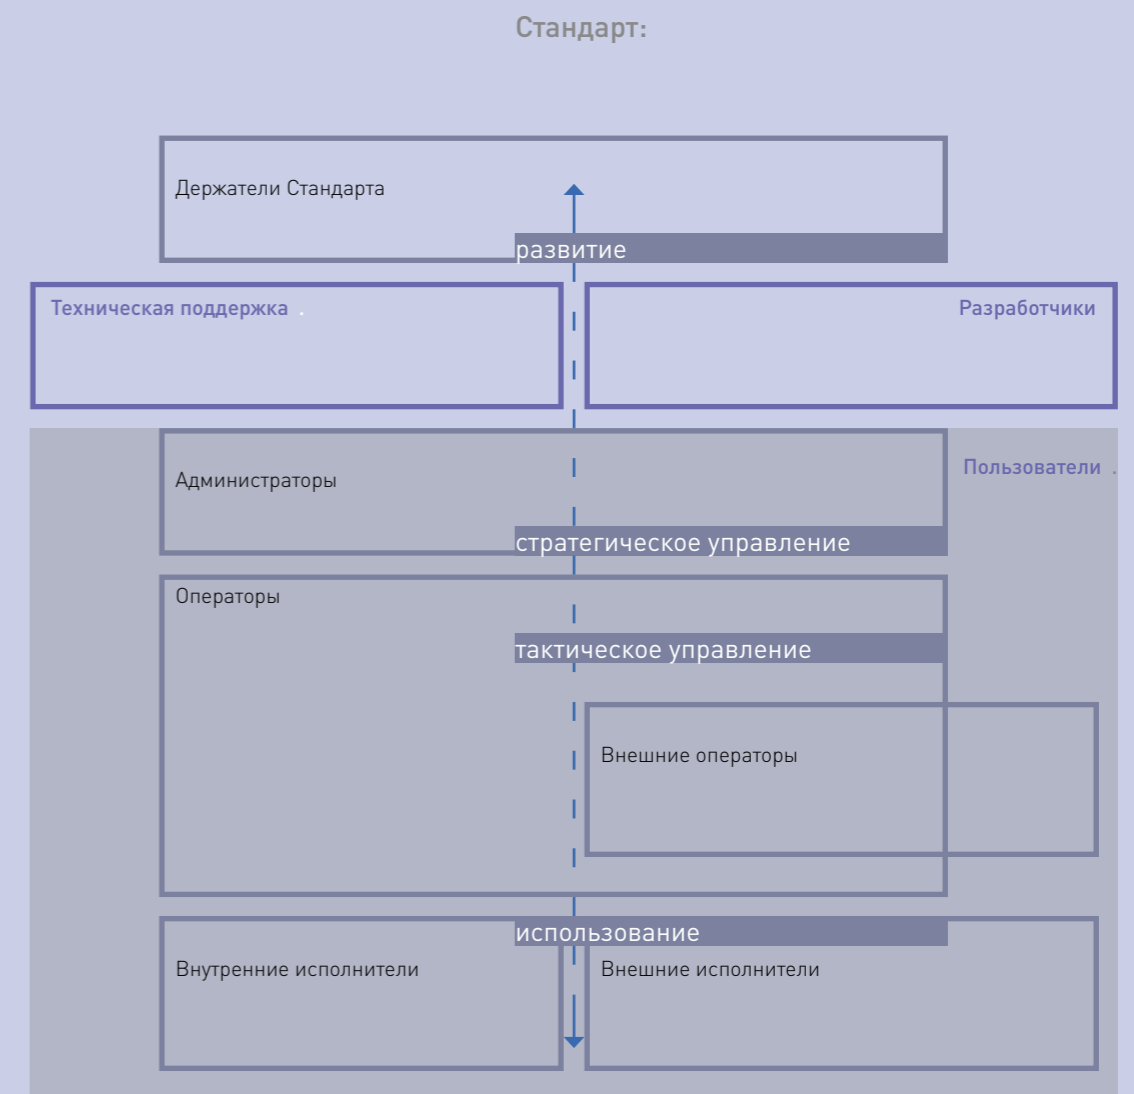 Стандарт:
Держатели Стандарта
развитие
Техническая поддержка .
Разработчики
Пользователи .
Администраторы
стратегическое управление
Операторы
тактическое управление
Внешние операторы
использование
Внутренние исполнители
Внешние исполнители